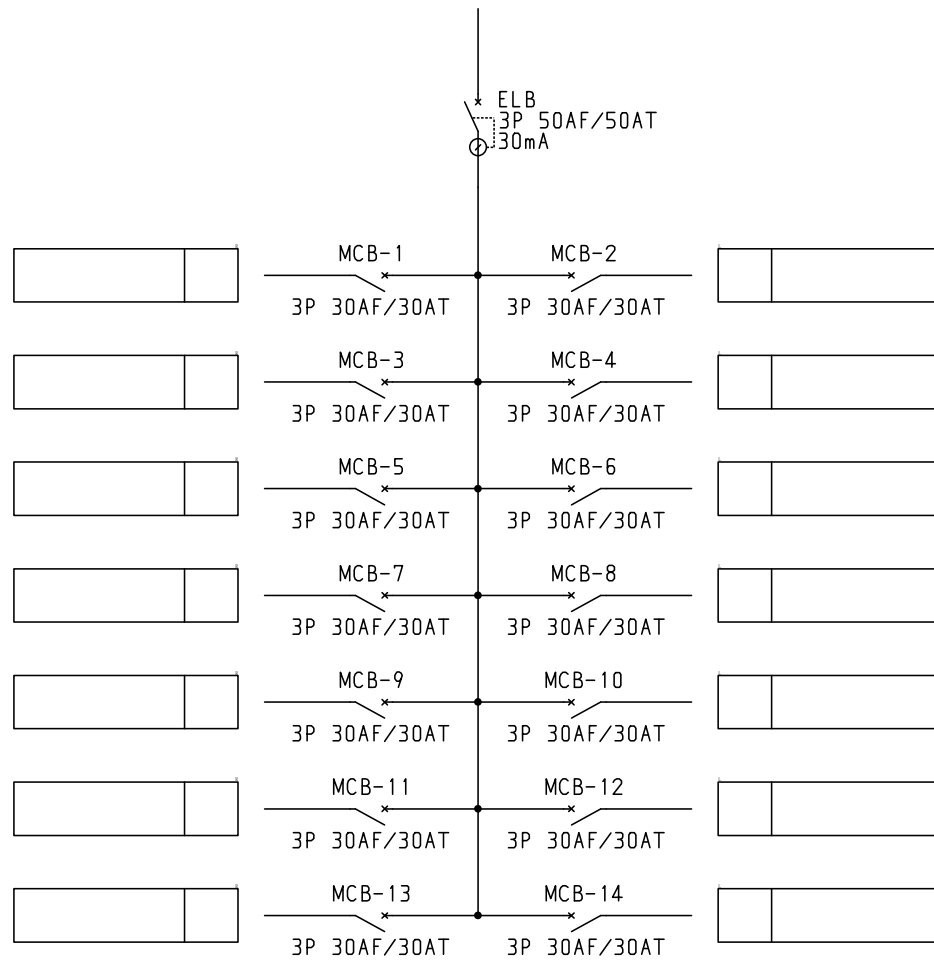 ELB
3P 50AF/50AT
30mA
MCB-1 MCB-2
3P 30AF/30AT 3P 30AF/30AT
MCB-3 MCB-4
3P 30AF/30AT 3P 30AF/30AT
MCB-5 MCB-6
3P 30AF/30AT 3P 30AF/30AT
MCB-7 MCB-8
3P 30AF/30AT 3P 30AF/30AT
MCB-9 MCB-10
3P 30AF/30AT 3P 30AF/30AT
MCB-11 MCB-12
3P 30AF/30AT 3P 30AF/30AT
MCB-13 MCB-14
3P 30AF/30AT 3P 30AF/30AT